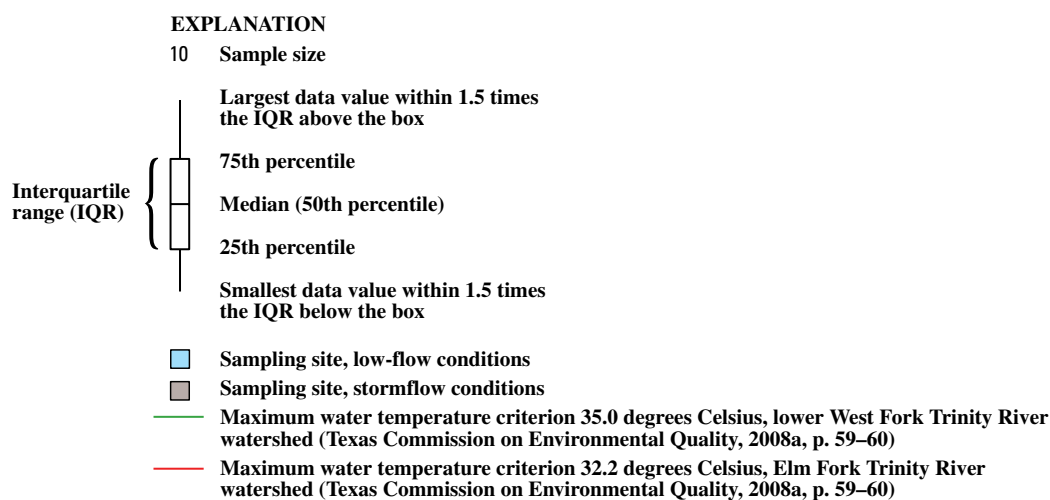 EXPLANATION
10 Sample size
Largest data value within 1.5 times
the IQR above the box
75th percentile
Interquartile
range (IQR)
Median (50th percentile)
25th percentile
Smallest data value within 1.5 times
the IQR below the box
Sampling site, low-flow conditions
Sampling site, stormflow conditions
Maximum water temperature criterion 35.0 degrees Celsius, lower West Fork Trinity River
watershed (Texas Commission on Environmental Quality, 2008a, p. 59–60)
Maximum water temperature criterion 32.2 degrees Celsius, Elm Fork Trinity River
watershed (Texas Commission on Environmental Quality, 2008a, p. 59–60)